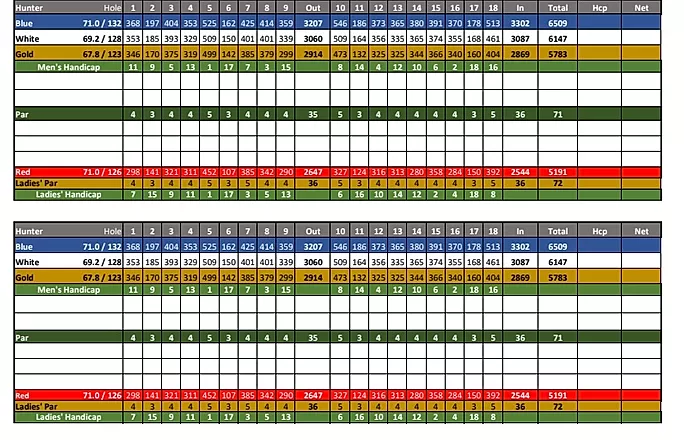 Hunter Hole 1 2 3 4 5 6 7 8 9 Out 10 11 12 13 14 15 16 17 18 In Total Hcp Net
Blue 71.0 / 132 368 197 404 353 525 162 425 414 359 3207 546 186 373 365 380 391 370 178 513 3302 6509
White 69.2 / 128 353 185 393 329 509 150 401 401 339 3060 509 164 356 345 374 355 347 168 461 3087 6147
Gold 67.8 / 123 346 170 375 319 499 142 385 379 299 2914 473 132 325 325 344 366 340 160 404 2869 5783
Men's Handicap 11 9 5 13 1 17 7 3 15 8 14 4 12 10 6 2 18 16
Par 4 3 4 4 5 3 4 4 4 35 5 3 4 4 4 4 4 3 5 36 71
Red 71.0 / 126 298 141 321 311 452 107 385 342 290 2647 327 124 316 313 280 358 284 150 392 2544 5191
Ladies' Par 4 3 4 4 5 3 5 4 4 36 5 3 4 4 4 4 4 3 5 36 72
Ladies' Handicap 7 15 9 11 1 17 3 5 13 6 16 10 14 12 2 4 18 8
Hunter Hole 1 2 3 4 5 6 7 8 9 Out 10 11 12 13 14 15 16 17 18 In Total Hcp Net
Blue 71.0 / 132 368 197 404 353 525 162 425 414 359 3207 546 186 373 365 380 391 370 178 513 3302 6509
White 69.2 / 128 353 185 393 329 509 150 401 401 339 3060 509 164 356 345 374 355 347 168 461 3087 6147
Gold 67.8 / 123 346 170 375 319 499 142 385 379 299 2914 473 132 325 325 344 366 340 160 404 2869 5783
Men's Handicap 11 9 5 13 1 17 7 3 15 8 14 4 12 10 6 2 18 16
Par 4 3 4 4 5 3 4 4 4 35 5 3 4 4 4 4 4 3 5 36 71
Red 71.0 / 126 298 141 321 311 452 107 385 342 290 2647 327 124 316 313 280 358 284 150 392 2544 5191
Ladies' Par 4 3 4 4 5 3 5 4 4 36 5 3 4 4 4 4 4 3 5 36 72
Ladies' Handicap 7 15 9 11 1 17 3 5 13 6 16 10 14 12 2 4 18 8